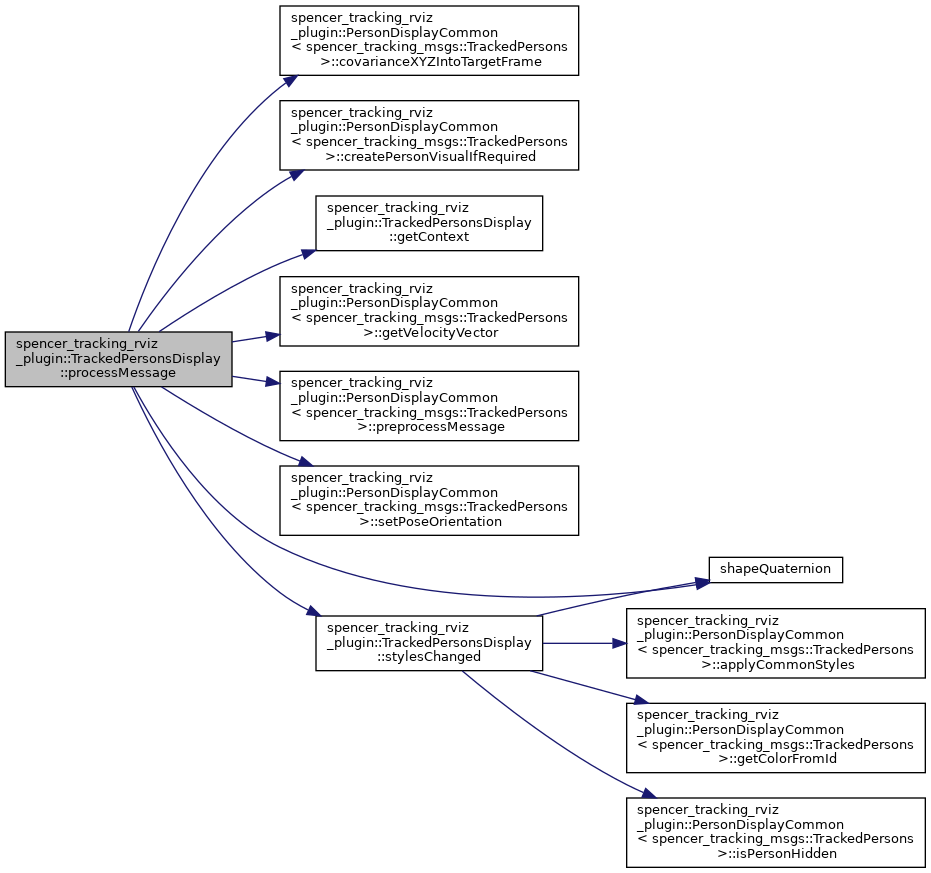 spencer_tracking_rviz
_plugin::PersonDisplayCommon
< spencer_tracking_msgs::TrackedPersons
>::covarianceXYZIntoTargetFrame
spencer_tracking_rviz
_plugin::PersonDisplayCommon
< spencer_tracking_msgs::TrackedPersons
>::createPersonVisualIfRequired
spencer_tracking_rviz
_plugin::TrackedPersonsDisplay
::getContext
spencer_tracking_rviz
_plugin::PersonDisplayCommon
< spencer_tracking_msgs::TrackedPersons
>::getVelocityVector
spencer_tracking_rviz
_plugin::TrackedPersonsDisplay
::processMessage
spencer_tracking_rviz
_plugin::PersonDisplayCommon
< spencer_tracking_msgs::TrackedPersons
>::preprocessMessage
spencer_tracking_rviz
_plugin::PersonDisplayCommon
< spencer_tracking_msgs::TrackedPersons
>::setPoseOrientation
shapeQuaternion
spencer_tracking_rviz
_plugin::TrackedPersonsDisplay
::stylesChanged
spencer_tracking_rviz
_plugin::PersonDisplayCommon
< spencer_tracking_msgs::TrackedPersons
>::applyCommonStyles
spencer_tracking_rviz
_plugin::PersonDisplayCommon
< spencer_tracking_msgs::TrackedPersons
>::getColorFromId
spencer_tracking_rviz
_plugin::PersonDisplayCommon
< spencer_tracking_msgs::TrackedPersons
>::isPersonHidden